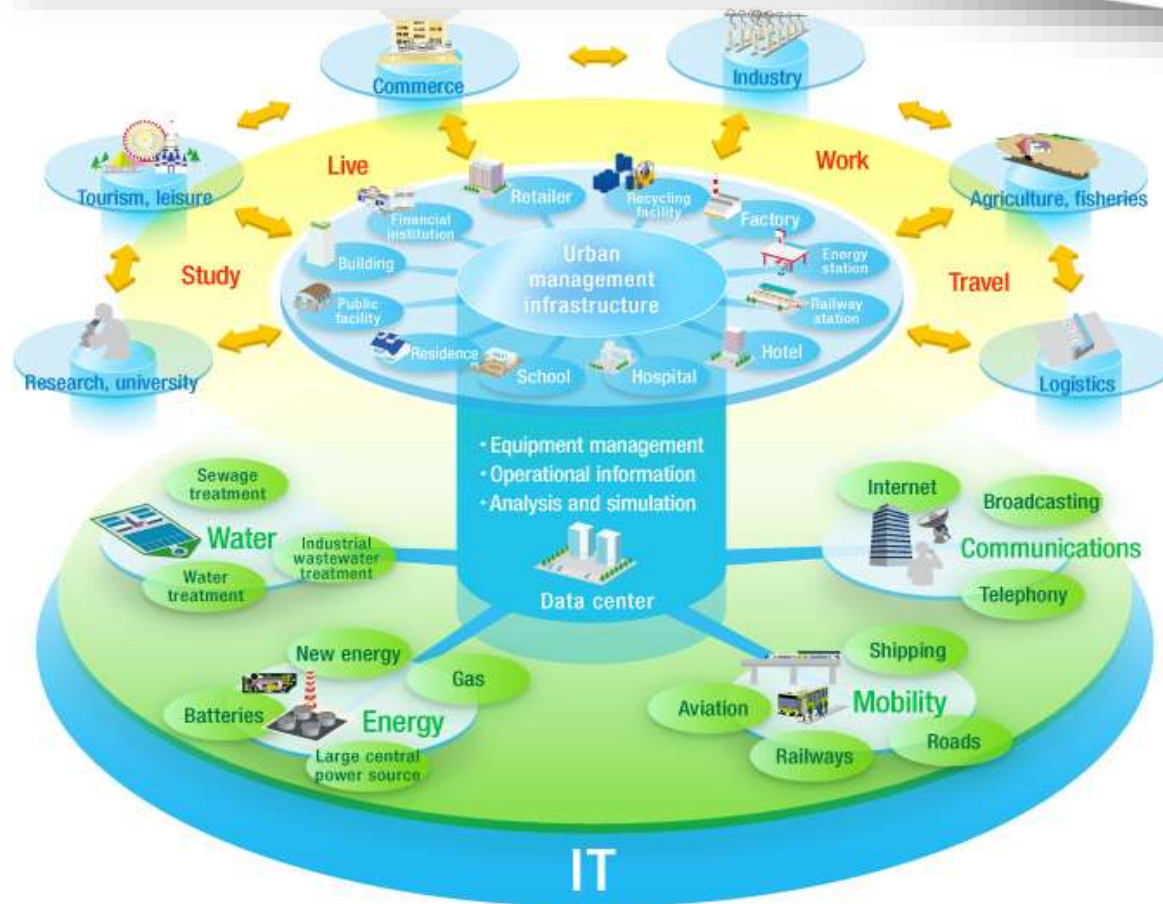 Commerce
Industry
Live
Work
Tourism, leisure
Agriculture, fisheries
Study
Travel
Research, university
Logistics
Retailer
Recycling
facility
Financial
institution
Factory
Building
Energy
station
Urban
management
infrastructure
Public
facility
Railway
station
Residence
Hotel
School
Hospital
• Equipment management
• Operational information
• Analysis and simulation
Data center
Sewage
treatment
Water
Industrial
wastewater
treatment
Water
treatment
Internet
Broadcasting
Communications
Telephony
New energy
Gas
Batteries
Energy
Large central
power source
Shipping
Aviation
Mobility
Railways
Roads
IT